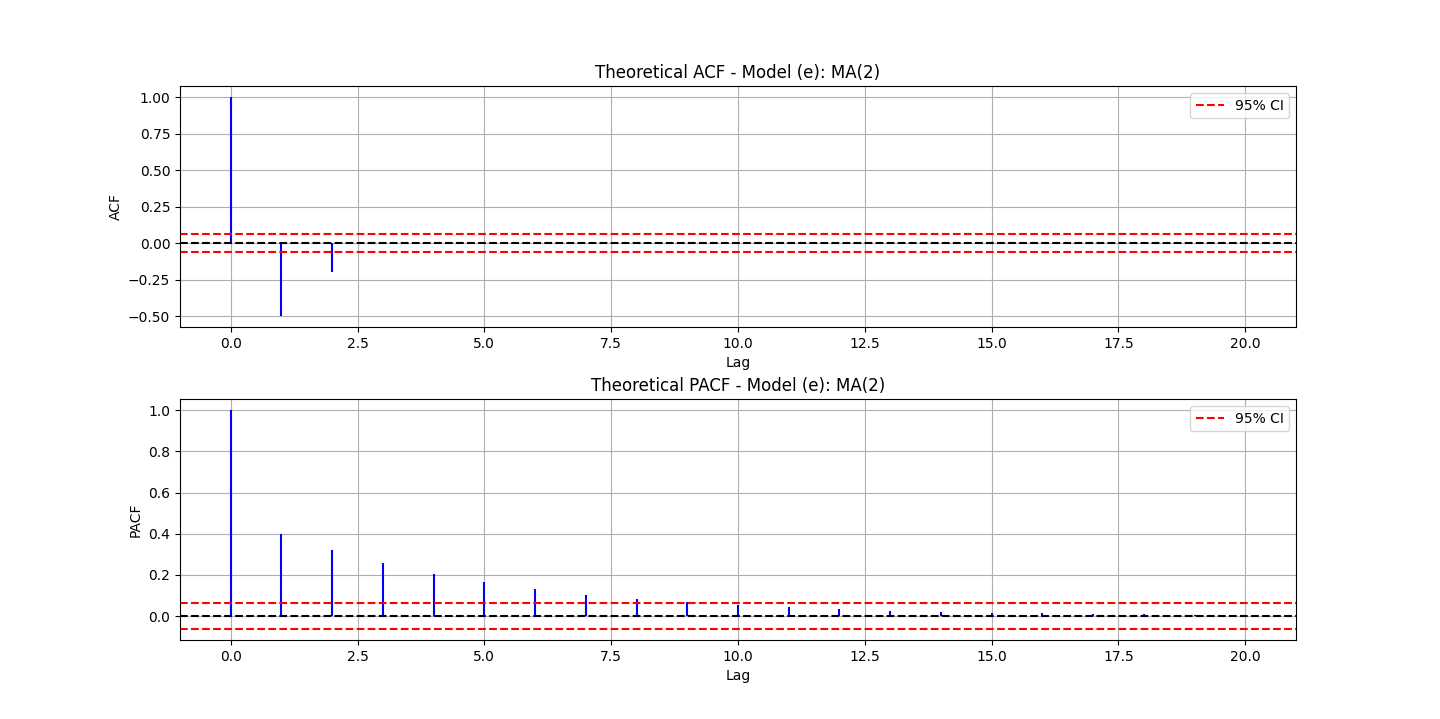 Theoretical ACF - Model (e): MA(2)
1.00
0.75
0.50
0.25
0.00
−0.25
−0.50
ACF
95% CI
0.0 2.5 5.0 7.5 10.0 12.5 15.0 17.5 20.0
Lag
Theoretical PACF - Model (e): MA(2)
1.0
0.8
0.6
0.4
0.2
0.0
PACF
95% CI
0.0 2.5 5.0 7.5 10.0 12.5 15.0 17.5 20.0
Lag